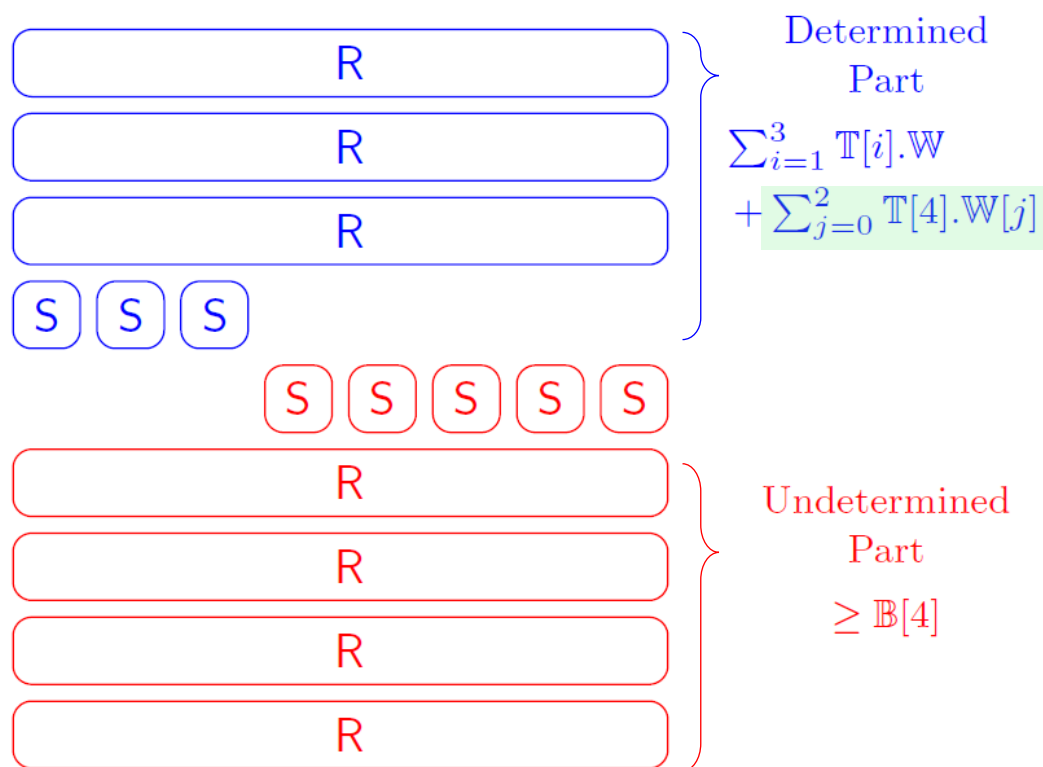 R
R
R
S S S
S S S S S
R
R
R
R
Determined
Part
∑_{i=1}^{3} 𝕋[i].𝕎
+ ∑_{j=0}^{2} 𝕋[4].𝕎[j]
Undetermined
Part
≥ 𝔹[4]